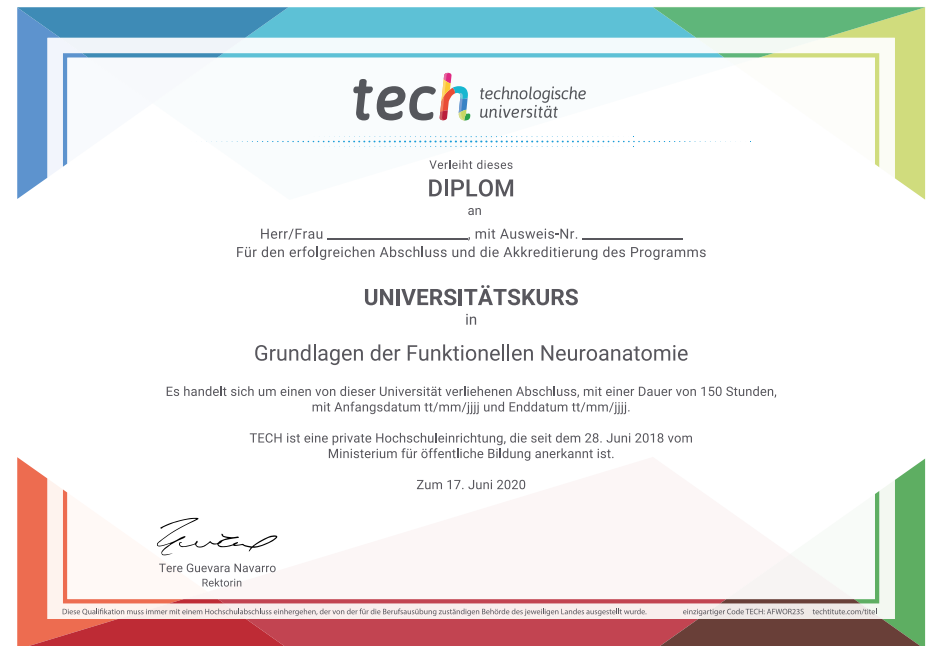 tech technologische
universität
Verleiht dieses
DIPLOM
an
Herr/Frau ____________________, mit Ausweis-Nr. ______________
Für den erfolgreichen Abschluss und die Akkreditierung des Programms
UNIVERSITÄTSKURS
in
Grundlagen der Funktionellen Neuroanatomie
Es handelt sich um einen von dieser Universität verliehenen Abschluss, mit einer Dauer von 150 Stunden,
mit Anfangsdatum tt/mm/jjjj und Enddatum tt/mm/jjjj.
TECH ist eine private Hochschuleinrichtung, die seit dem 28. Juni 2018 vom
Ministerium für öffentliche Bildung anerkannt ist.
Zum 17. Juni 2020
Tere Guevara Navarro
Rektorin
Diese Qualifikation muss immer mit einem Hochschulabschluss einhergehen, der von der für die Berufsausübung zuständigen Behörde des jeweiligen Landes ausgestellt wurde. einzigartiger Code TECH: AFWOR23S techtitute.com/titel